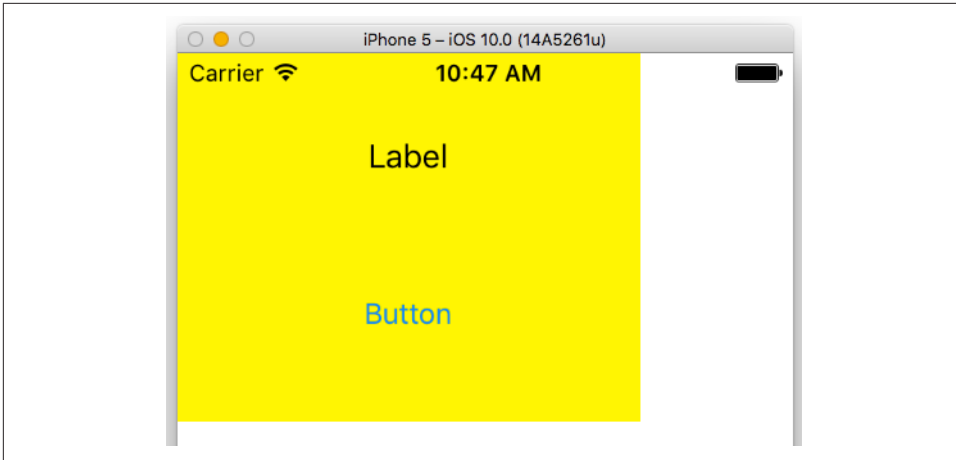 iPhone 5 – iOS 10.0 (14A5261u)
Carrier 10:47 AM
Label
Button